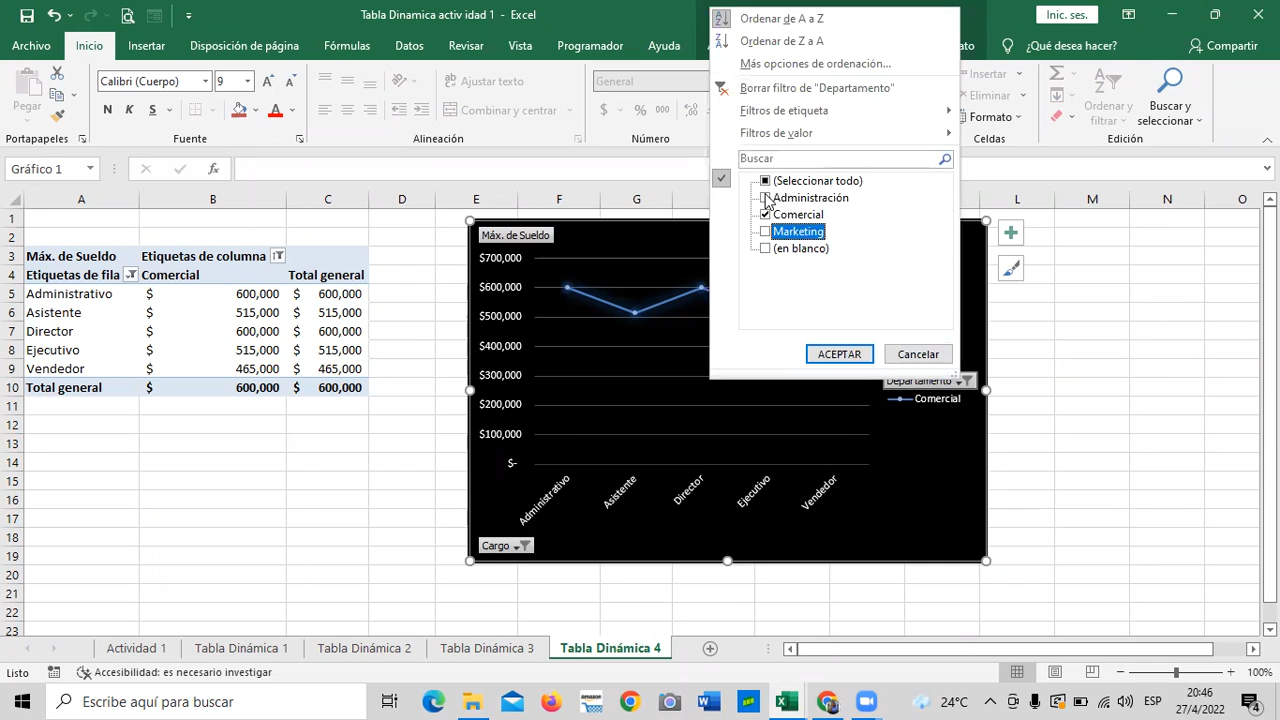 Tabla Dinamica actividad 1 - Excel
Inic. ses.
Archivo Inicio Insertar Disposición de página Fórmulas Datos Revisar Vista Programador Ayuda
¿Qué desea hacer? Compartir
Pegar
Calibri (Cuerpo) 9
N K S
Ajustar texto
Combinar y centrar
General
$ % 000
Insertar
Eliminar
Formato
Ordenar y filtrar
Buscar y seleccionar
Portapapeles Fuente Alineación Número Celdas Edición
Gráfico 1
fx
Ordenar de A a Z
Ordenar de Z a A
Más opciones de ordenación...
Borrar filtro de "Departamento"
Filtros de etiqueta
Filtros de valor
Buscar
(Seleccionar todo)
Administración
Comercial
Marketing
(en blanco)
ACEPTAR Cancelar
A B C D E F G L M N O
1
2
3 Máx. de Sueldo Etiquetas de columna
4 Etiquetas de fila Comercial Total general
5 Administrativo $ 600,000 $ 600,000
6 Asistente $ 515,000 $ 515,000
7 Director $ 600,000 $ 600,000
8 Ejecutivo $ 515,000 $ 515,000
9 Vendedor $ 465,000 $ 465,000
10 Total general $ 600,000 $ 600,000
11
12
13
14
15
16
17
18
19
20
21
22
23
Máx. de Sueldo
$700,000
$600,000
$500,000
$400,000
$300,000
$200,000
$100,000
$-
Administrativo Asistente Director Ejecutivo Vendedor
Departamento
Comercial
Cargo
Actividad 1 Tabla Dinámica 1 Tabla Dinámica 2 Tabla Dinámica 3 Tabla Dinámica 4
Listo Accesibilidad: es necesario investigar 100%
Escribe aquí para buscar
24°C ESP
20:46
27/4/2022
4